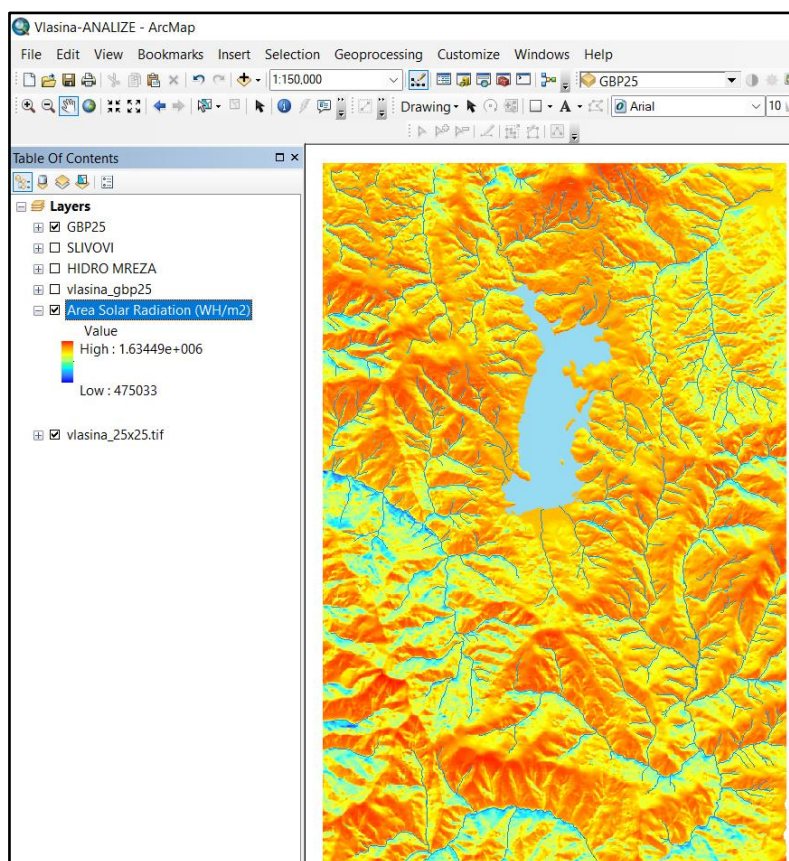 Vlasina-ANALIZE - ArcMap
File Edit View Bookmarks Insert Selection Geoprocessing Customize Windows Help
1:150,000 GBP25
Drawing A Arial 10
Table Of Contents
Layers
GBP25
SLIVOVI
HIDRO MREZA
vlasina_gbp25
Area Solar Radiation (WH/m2)
Value
High : 1.63449e+006
Low : 475033
vlasina_25x25.tif